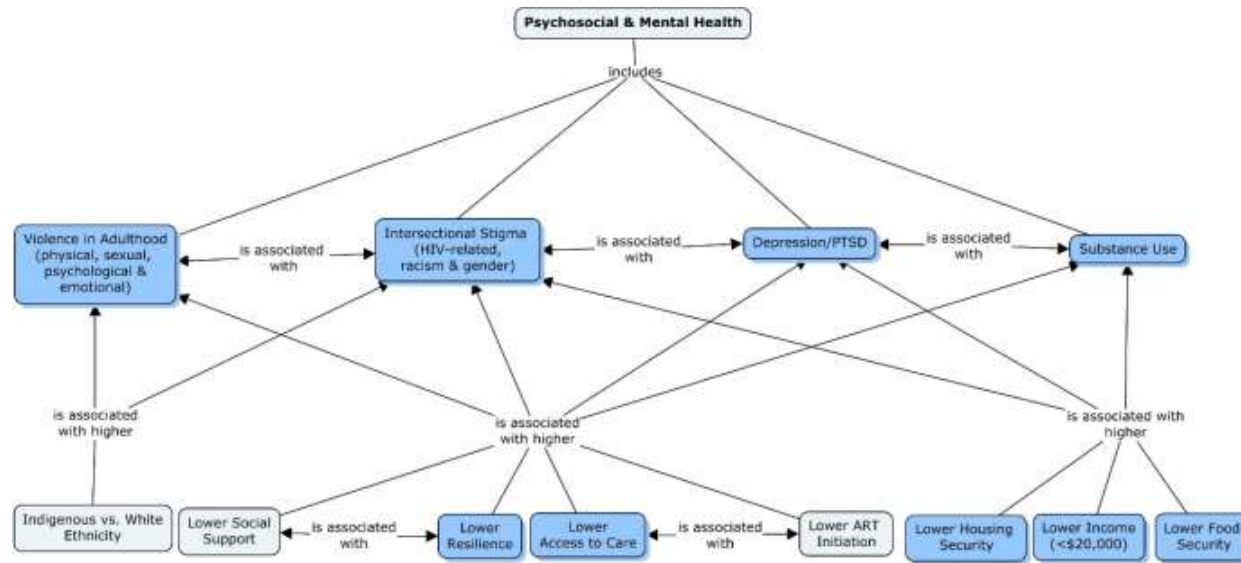 Psychosocial & Mental Health
includes
Violence in Adulthood
(physical, sexual,
psychological &
emotional)
is associated
with
Intersectional Stigma
(HIV-related,
racism & gender)
is associated
with
Depression/PTSD
is associated
with
Substance Use
is associated
with higher
is associated
with higher
is associated with
higher
Indigenous vs. White
Ethnicity
Lower Social
Support
is associated
with
Lower
Resilience
Lower
Access to Care
is associated
with
Lower ART
Initiation
Lower Housing
Security
Lower Income
(<$20,000)
Lower Food
Security